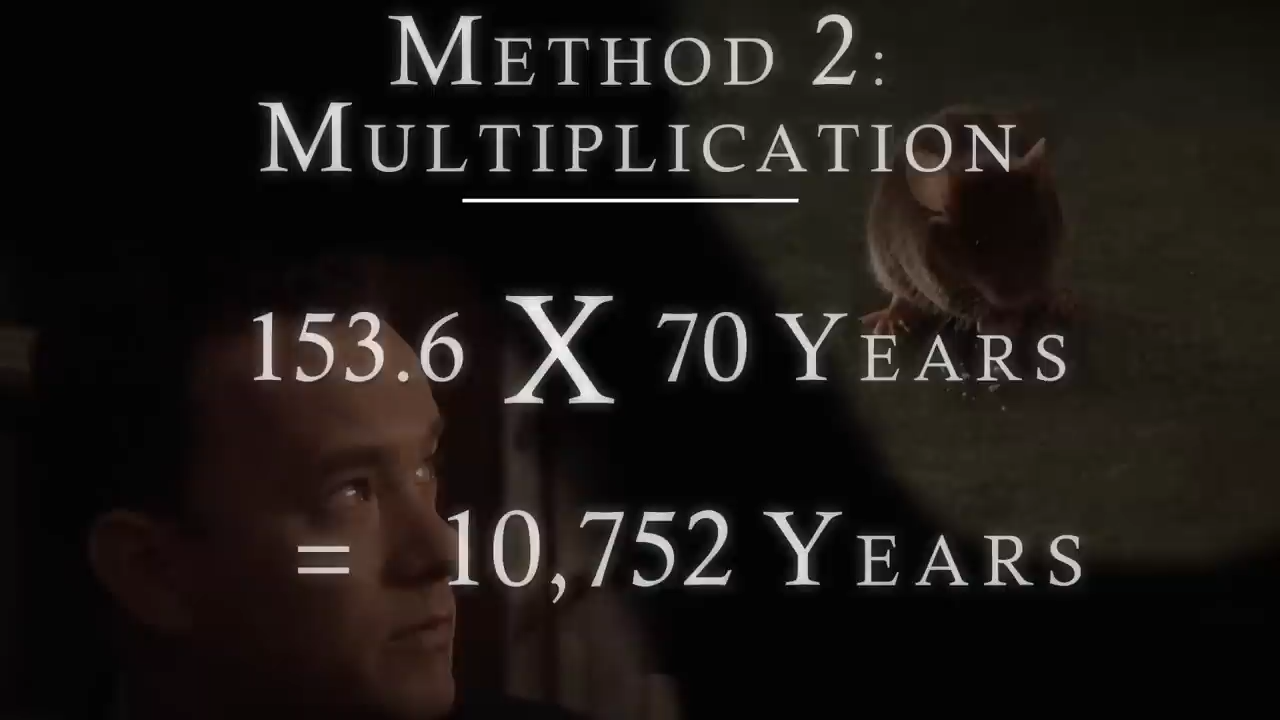 Method 2:
Multiplication
153.6 X 70 Years
= 10,752 Years